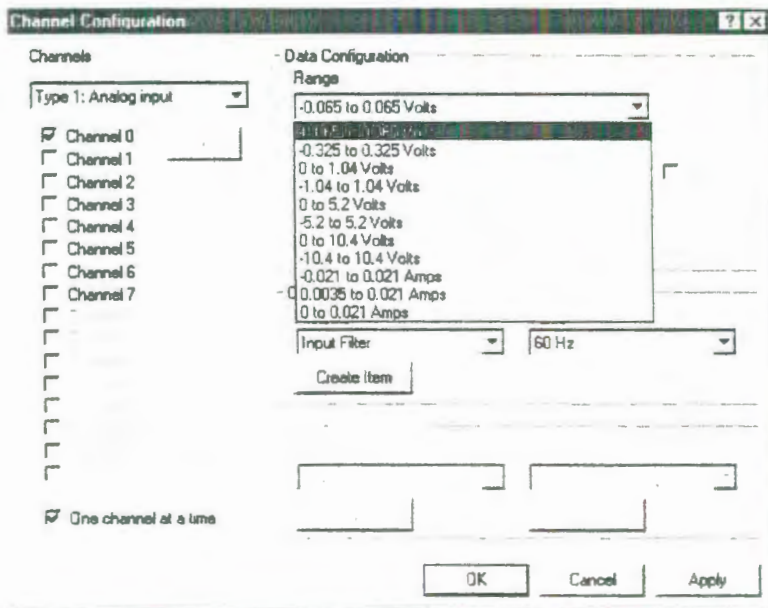 Channel Configuration
Channels
Type 1: Analog input
Channel 0
Channel 1
Channel 2
Channel 3
Channel 4
Channel 5
Channel 6
Channel 7
One channel at a time
Data Configuration
Range
-0.065 to 0.065 Volts
-0.325 to 0.325 Volts
0 to 1.04 Volts
-1.04 to 1.04 Volts
0 to 5.2 Volts
-5.2 to 5.2 Volts
0 to 10.4 Volts
-10.4 to 10.4 Volts
-0.021 to 0.021 Amps
0.0035 to 0.021 Amps
0 to 0.021 Amps
Input Filter
60 Hz
Create Item
OK
Cancel
Apply